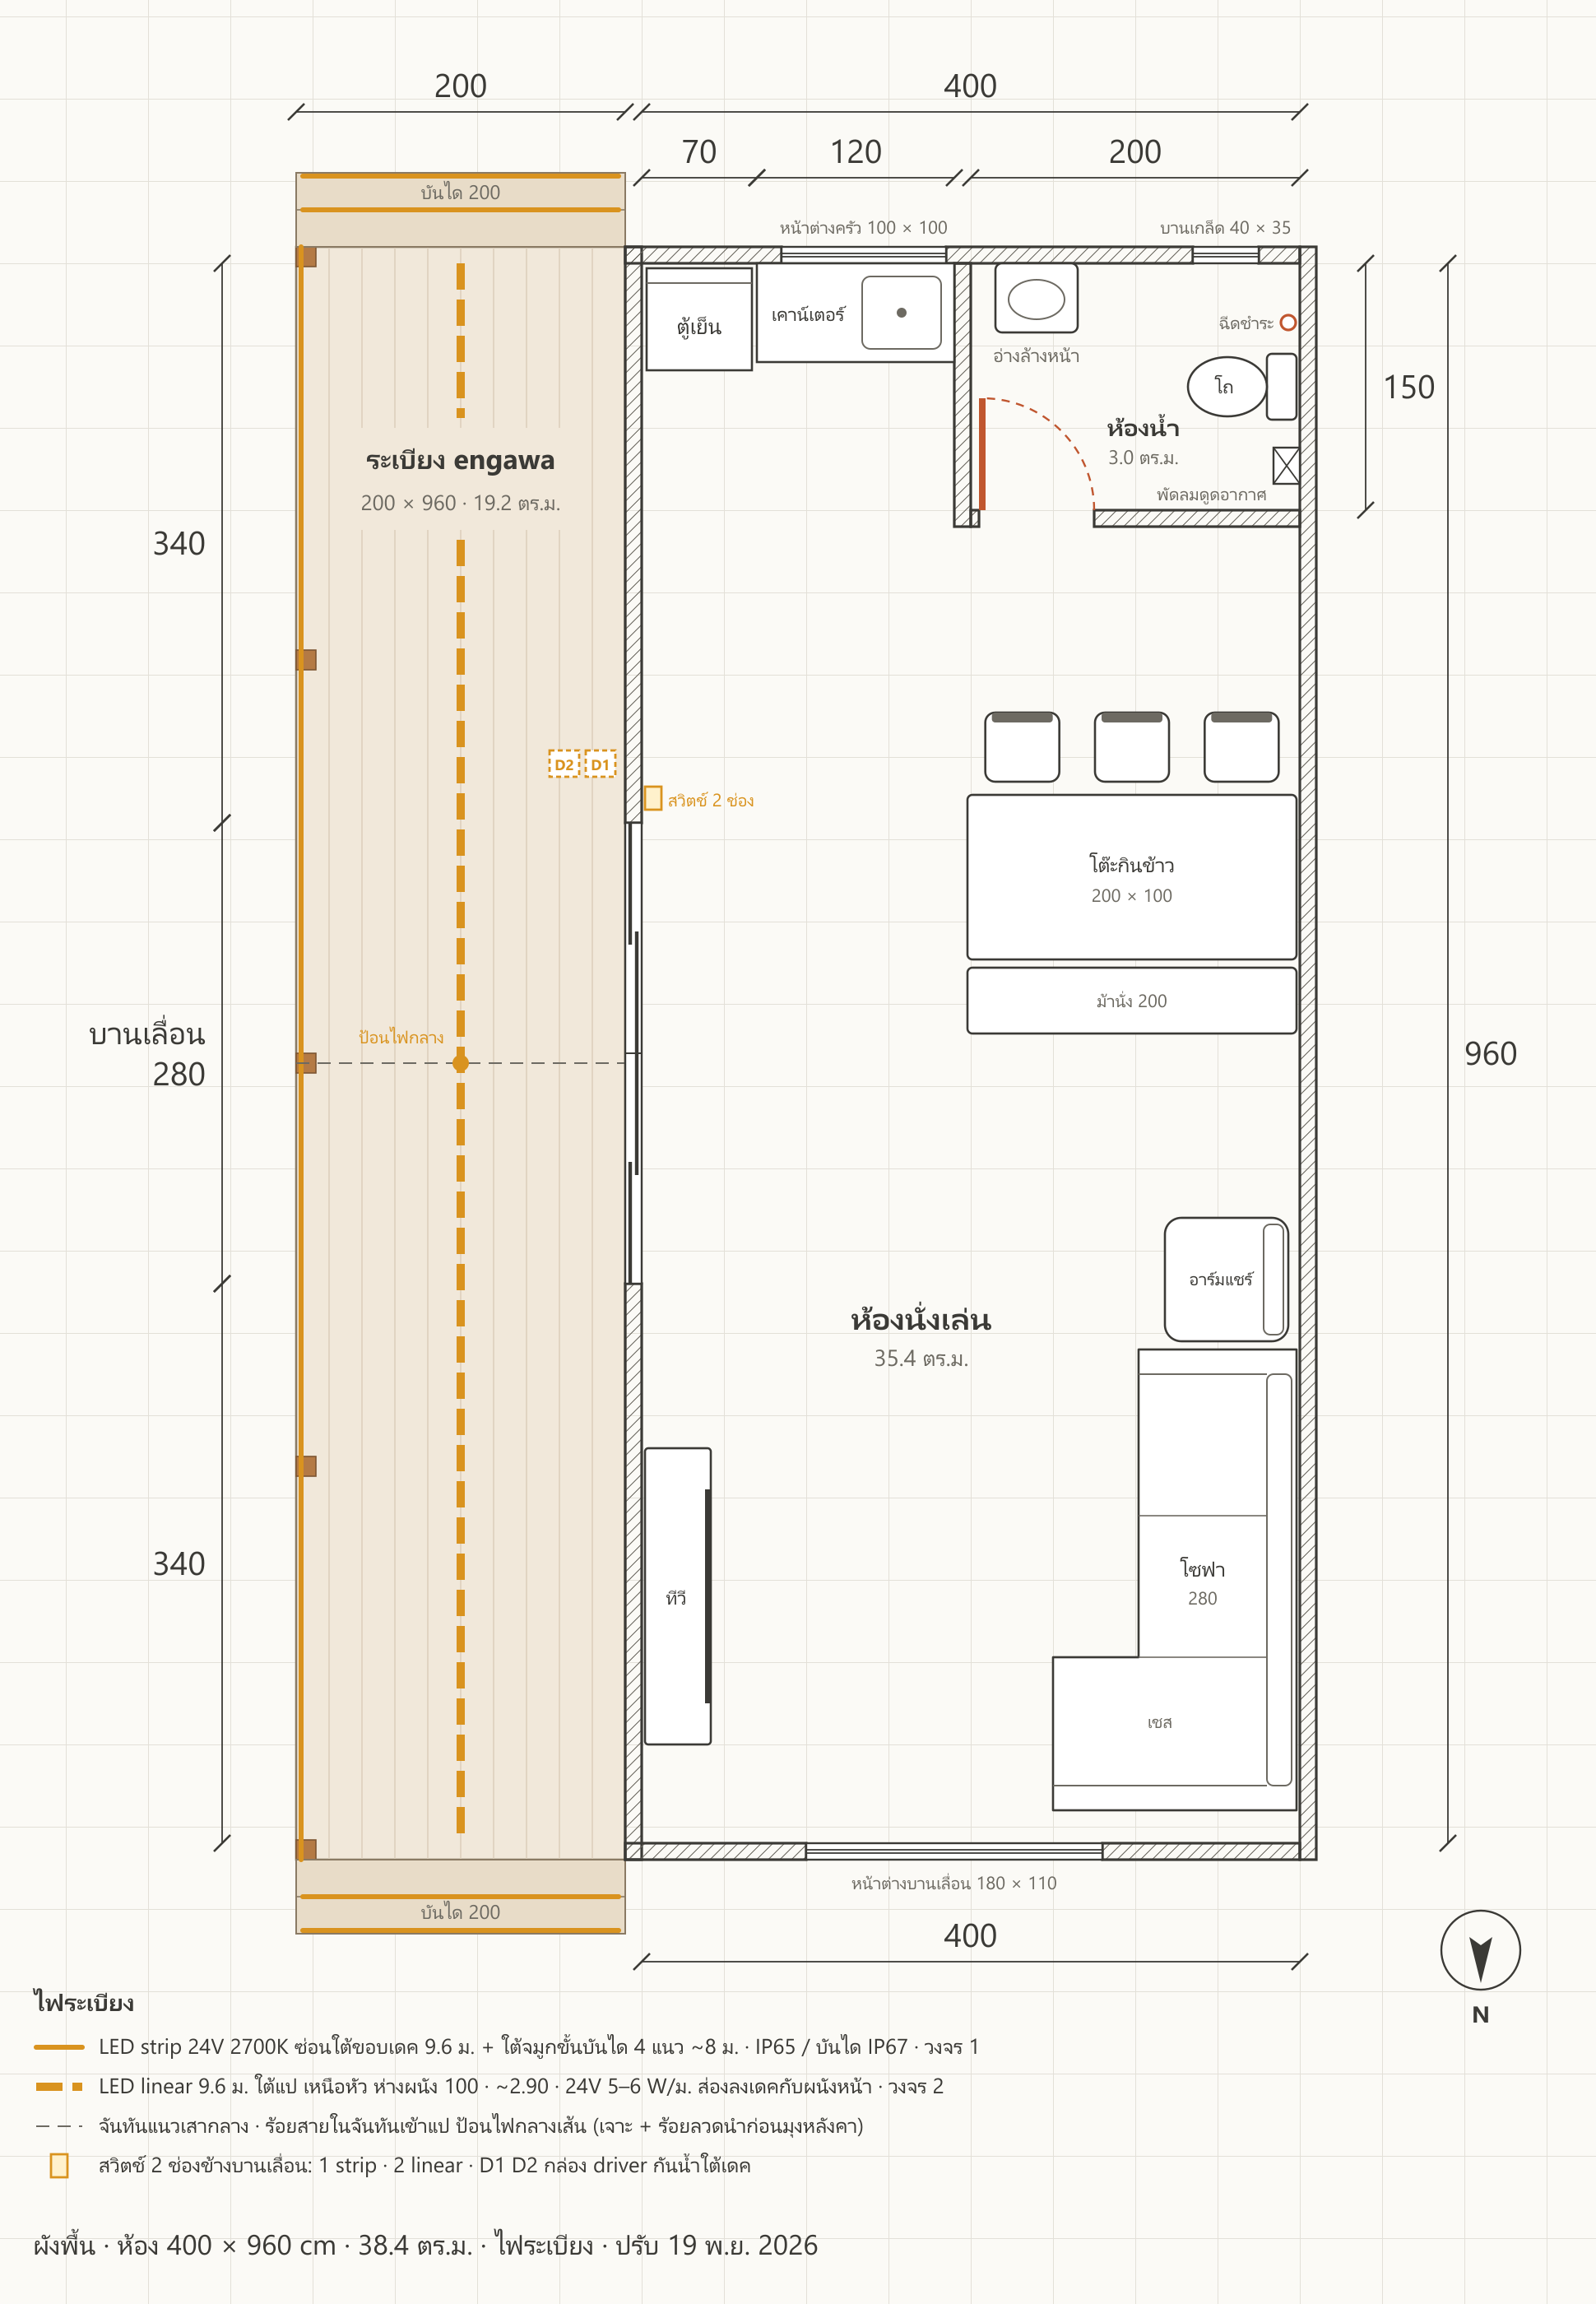 200
400
70
120
200
บันได 200
หน้าต่างครัว 100 × 100
บานเกล็ด 40 × 35
ตู้เย็น
เคาน์เตอร์
อ่างล้างหน้า
ฉีดชำระ
โถ
ห้องน้ำ
3.0 ตร.ม.
พัดลมดูดอากาศ
150
ระเบียง engawa
200 × 960 · 19.2 ตร.ม.
340
D2
D1
สวิตช์ 2 ช่อง
โต๊ะกินข้าว
200 × 100
ม้านั่ง 200
ป้อนไฟกลาง
บานเลื่อน
280
960
อาร์มแชร์
ห้องนั่งเล่น
35.4 ตร.ม.
340
ทีวี
โซฟา
280
เชส
หน้าต่างบานเลื่อน 180 × 110
บันได 200
400
N
ไฟระเบียง
LED strip 24V 2700K ซ่อนใต้ขอบเดค 9.6 ม. + ใต้จมูกขั้นบันได 4 แนว ~8 ม. · IP65 / บันได IP67 · วงจร 1
LED linear 9.6 ม. ใต้แป เหนือหัว ห่างผนัง 100 · ~2.90 · 24V 5–6 W/ม. ส่องลงเดคกับผนังหน้า · วงจร 2
จันทันแนวเสากลาง · ร้อยสายในจันทันเข้าแป ป้อนไฟกลางเส้น (เจาะ + ร้อยลวดนำก่อนมุงหลังคา)
สวิตช์ 2 ช่องข้างบานเลื่อน: 1 strip · 2 linear · D1 D2 กล่อง driver กันน้ำใต้เดค
ผังพื้น · ห้อง 400 × 960 cm · 38.4 ตร.ม. · ไฟระเบียง · ปรับ 19 พ.ย. 2026